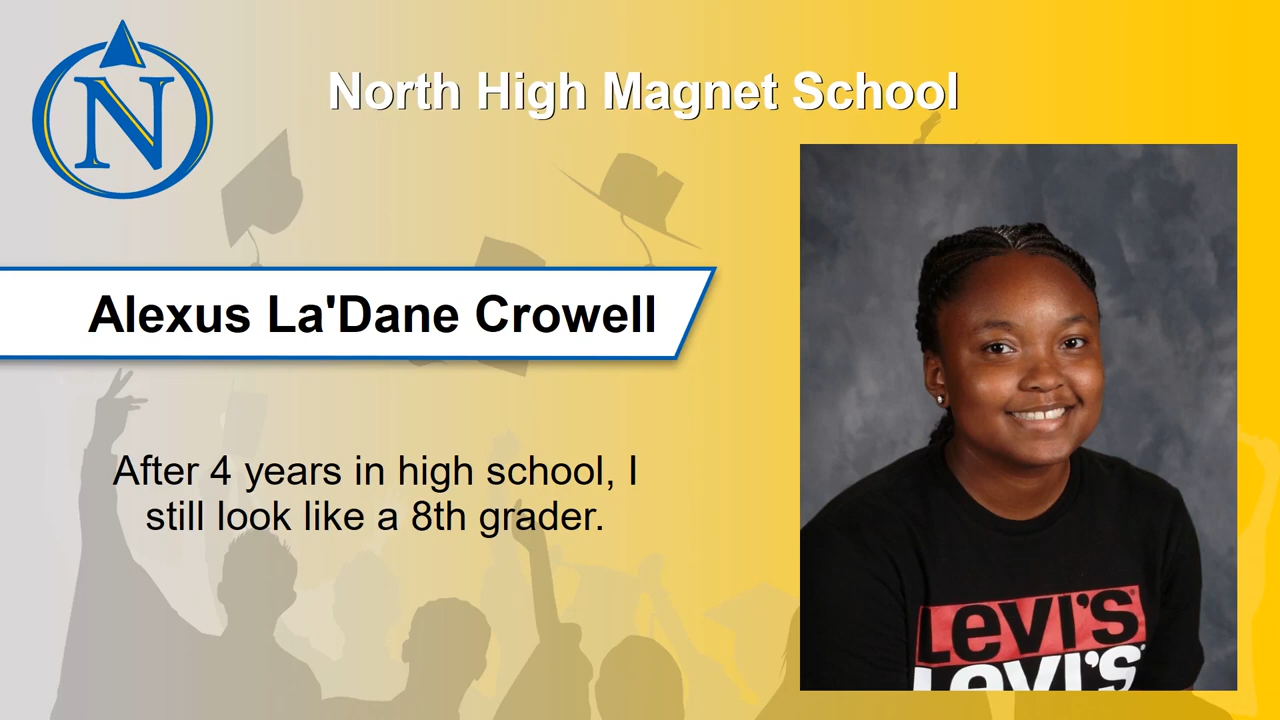 N
North High Magnet School
Alexus La'Dane Crowell
After 4 years in high school, I
still look like a 8th grader.
LEVI'S
LEVI'S